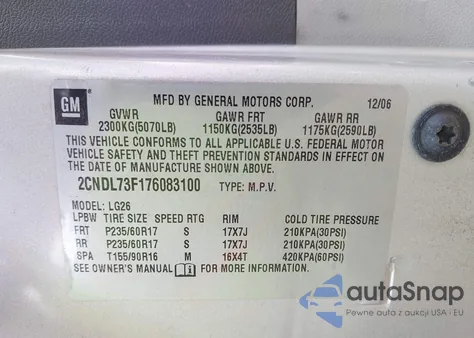 GM
MFD BY GENERAL MOTORS CORP. 12/06
GVWR GAWR FRT GAWR RR
2300KG(5070LB) 1150KG(2535LB) 1175KG(2590LB)
THIS VEHICLE CONFORMS TO ALL APPLICABLE U.S. FEDERAL MOTOR
VEHICLE SAFETY AND THEFT PREVENTION STANDARDS IN EFFECT ON
THE DATE OF MANUFACTURE SHOWN ABOVE.
2CNDL73F176083100 TYPE: M.P.V.
MODEL: LG26
LPBW TIRE SIZE SPEED RTG RIM COLD TIRE PRESSURE
FRT P235/60R17 S 17X7J 210KPA(30PSI)
RR P235/60R17 S 17X7J 210KPA(30PSI)
SPA T155/90R16 M 16X4T 420KPA(60PSI)
SEE OWNER'S MANUAL FOR MORE INFORMATION.
autoSnap
Pewne auta z aukcji USA - EU